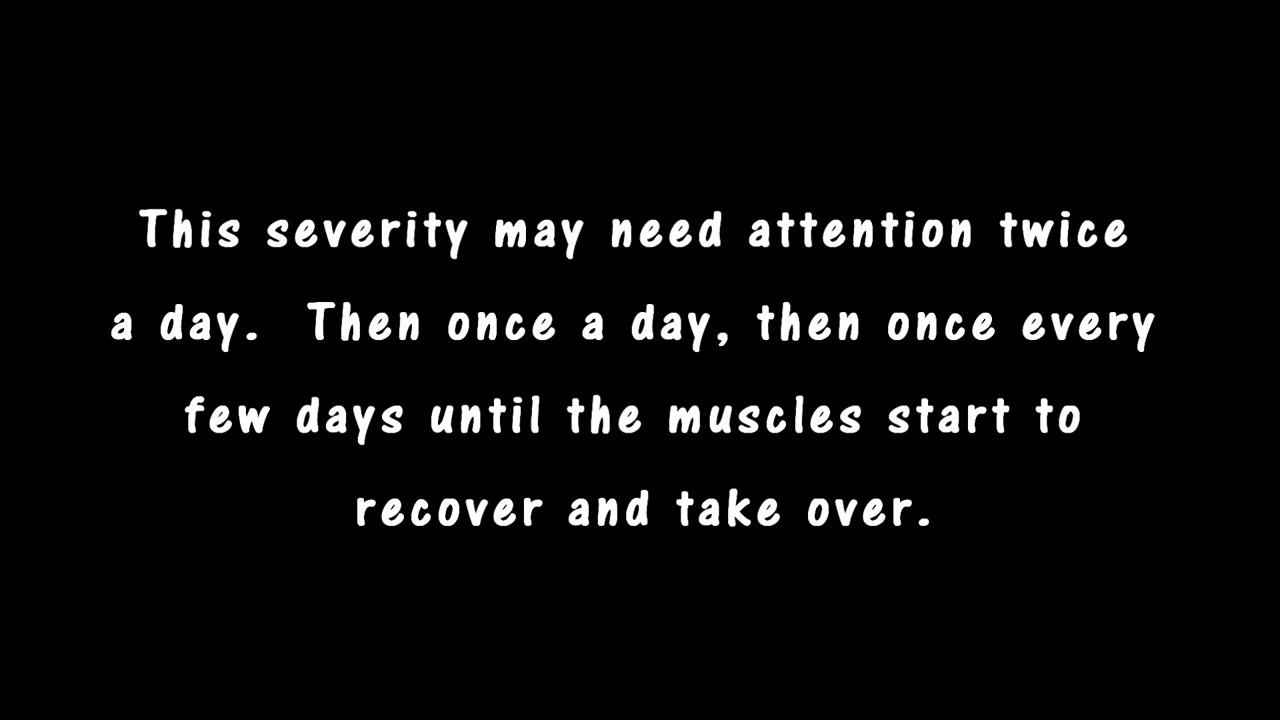 This severity may need attention twice
a day.  Then once a day, then once every
few days until the muscles start to
recover and take over.